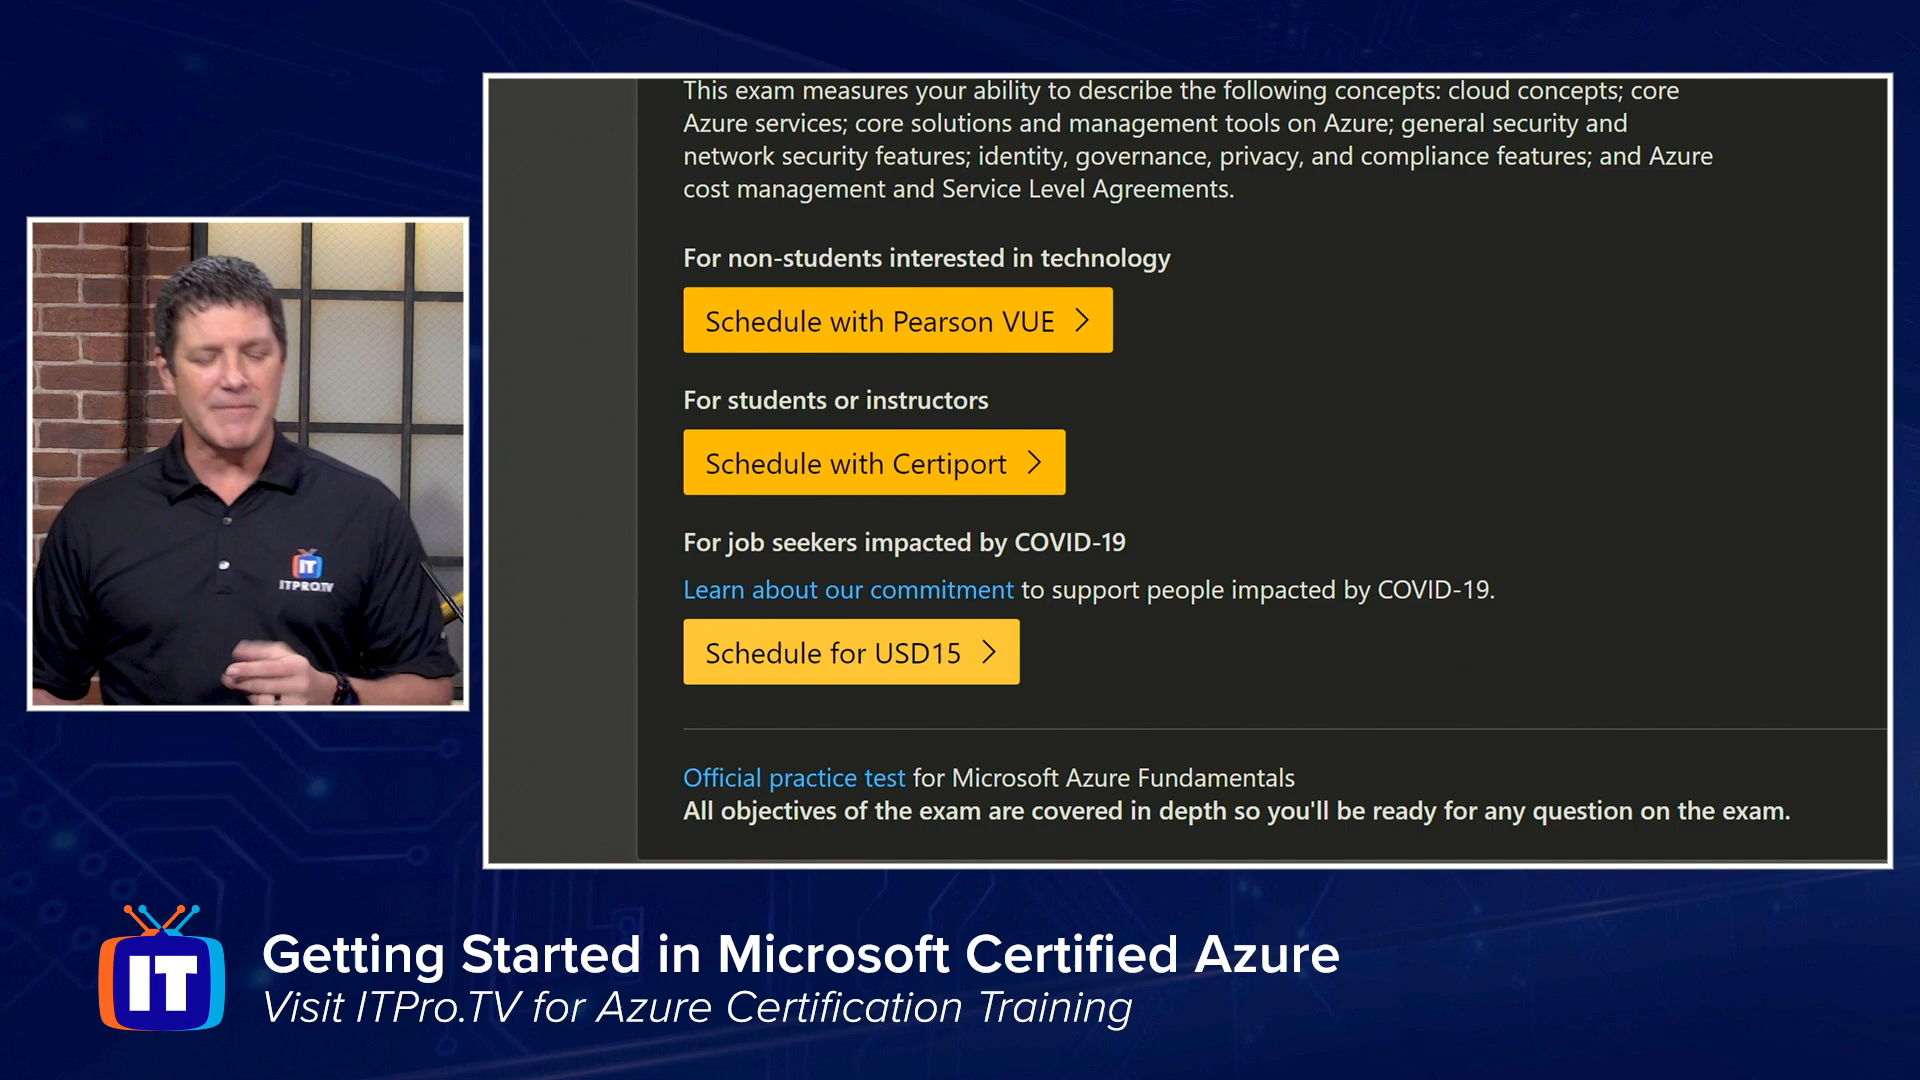 This exam measures your ability to describe the following concepts: cloud concepts; core
Azure services; core solutions and management tools on Azure; general security and
network security features; identity, governance, privacy, and compliance features; and Azure
cost management and Service Level Agreements.
For non-students interested in technology
Schedule with Pearson VUE
For students or instructors
Schedule with Certiport
For job seekers impacted by COVID-19
Learn about our commitment to support people impacted by COVID-19.
Schedule for USD15
Official practice test for Microsoft Azure Fundamentals
All objectives of the exam are covered in depth so you'll be ready for any question on the exam.
IT
ITPRO.TV
IT
Getting Started in Microsoft Certified Azure
Visit ITPro.TV for Azure Certification Training